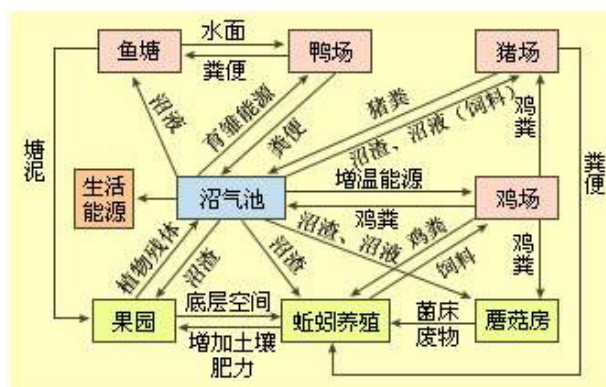 水面
鱼塘
鸭场
猪场
粪便
沼液
育雏能源
粪便
猪粪
沼渣、沼液（饲料）
鸡粪
塘泥
粪便
生活
能源
沼气池
增温能源
鸡场
鸡粪
植物残体
沼渣
沼渣
沼渣、沼液
鸡粪
饲料
鸡粪
果园
底层空间
蚯蚓养殖
菌床
废物
蘑菇房
增加土壤
肥力